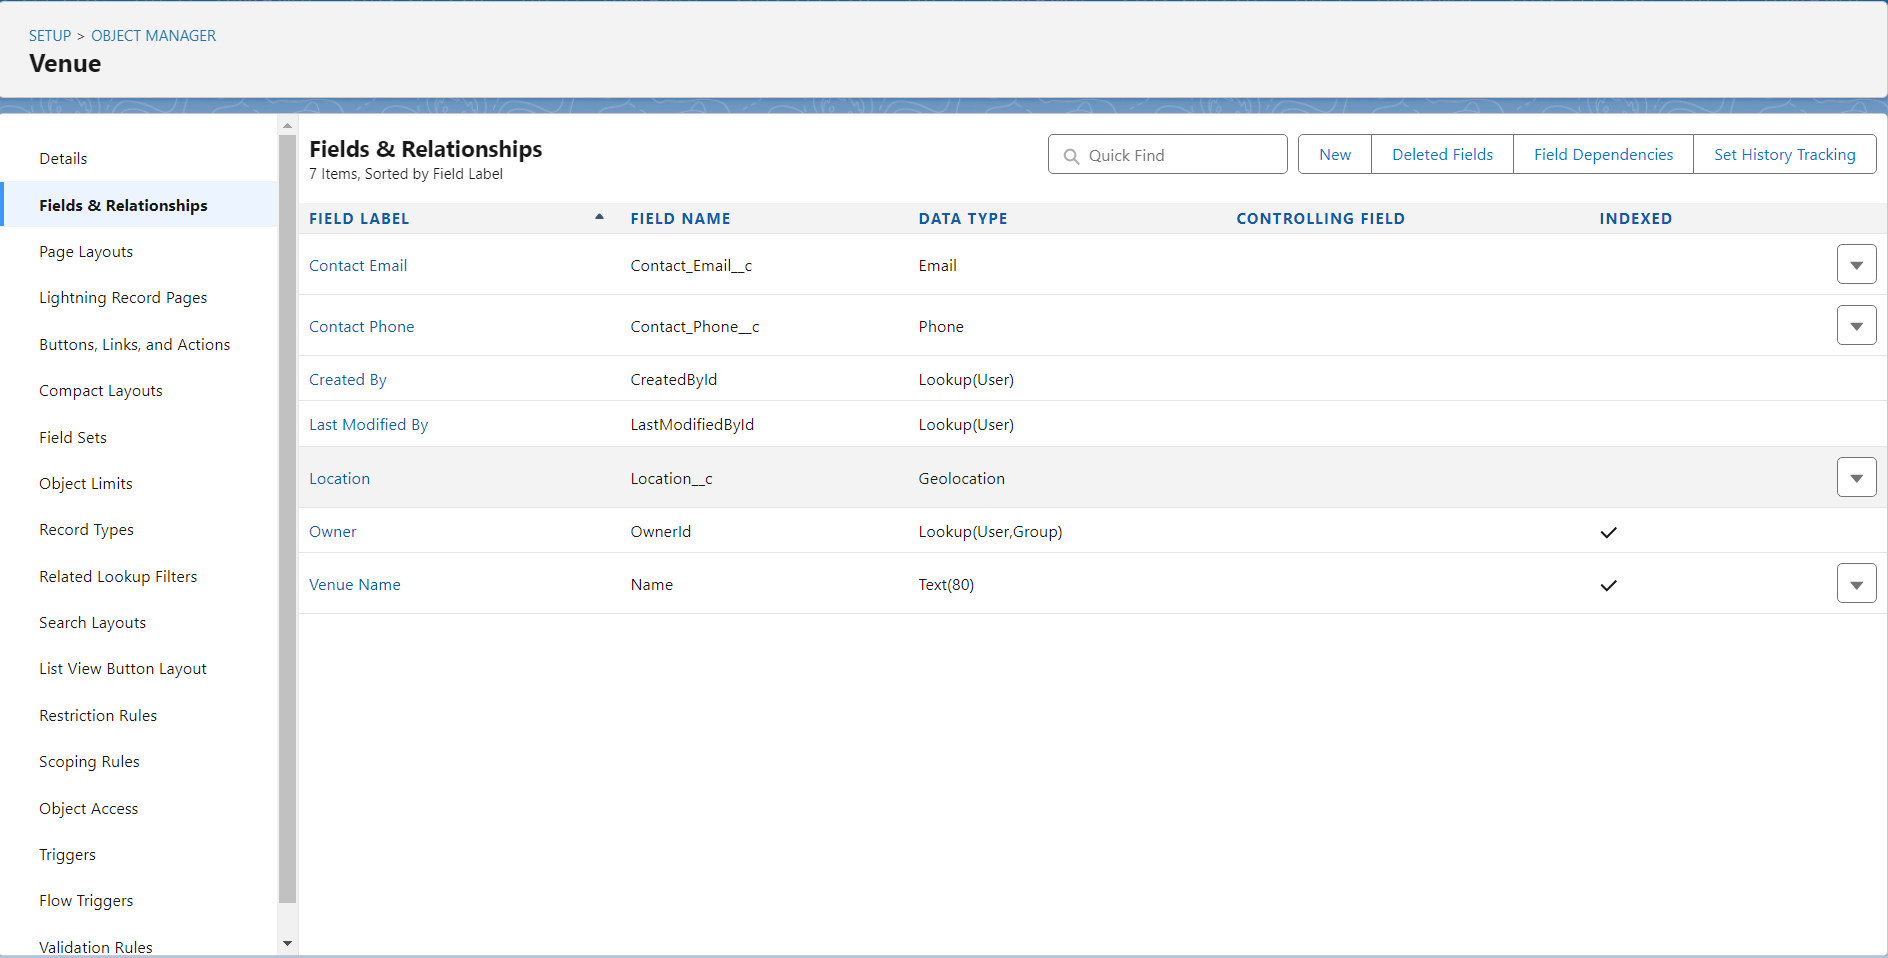 SETUP > OBJECT MANAGER
Venue
Details
Fields & Relationships
Page Layouts
Lightning Record Pages
Buttons, Links, and Actions
Compact Layouts
Field Sets
Object Limits
Record Types
Related Lookup Filters
Search Layouts
List View Button Layout
Restriction Rules
Scoping Rules
Object Access
Triggers
Flow Triggers
Validation Rules
Fields & Relationships
7 Items, Sorted by Field Label
Quick Find
New Deleted Fields Field Dependencies Set History Tracking
FIELD LABEL FIELD NAME DATA TYPE CONTROLLING FIELD INDEXED
Contact Email Contact_Email__c Email
Contact Phone Contact_Phone__c Phone
Created By CreatedById Lookup(User)
Last Modified By LastModifiedById Lookup(User)
Location Location__c Geolocation
Owner OwnerId Lookup(User,Group)
Venue Name Name Text(80)